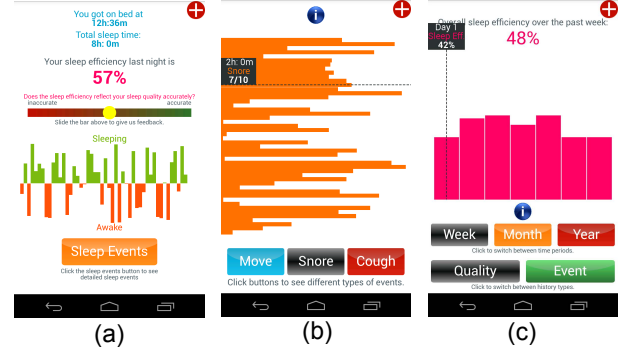 You got on bed at
12h:36m
Total sleep time:
8h: 0m
Your sleep efficiency last night is
57%
Does the sleep efficiency reflect your sleep quality accurately?
inaccurate accurate
Slide the bar above to give us feedback.
Sleeping
Awake
Sleep Events
Click the sleep events button to see
detailed sleep events
(a)
i
2h: 0m
Snore
7/10
Move Snore Cough
Click buttons to see different types of events.
(b)
Overall sleep efficiency over the past week:
48%
Day 1
Sleep Eff
42%
i
Week Month Year
Click to switch between time periods.
Quality Event
Click to switch between history types.
(c)